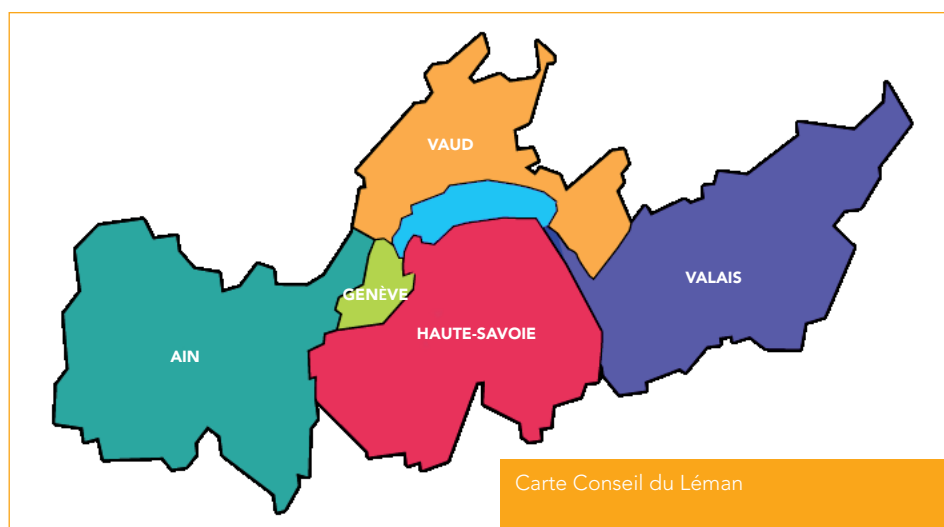 VAUD
VALAIS
GENÈVE
HAUTE-SAVOIE
AIN
Carte Conseil du Léman